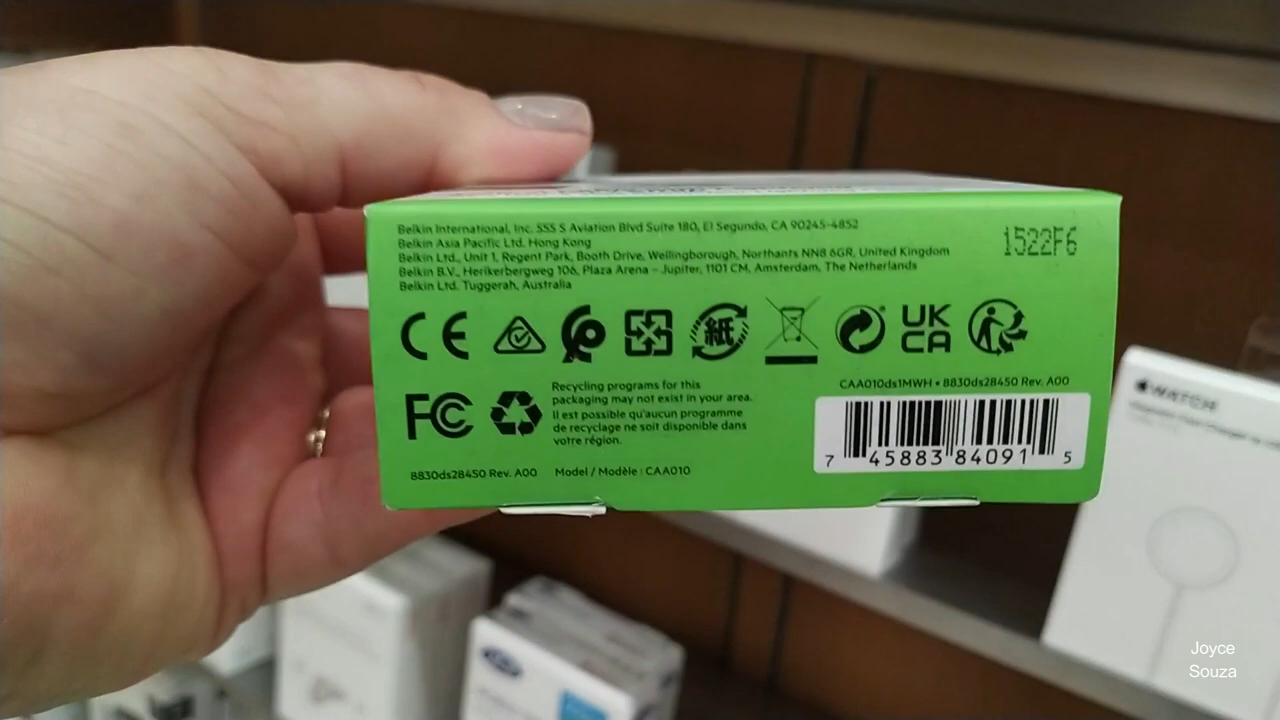 Belkin International, Inc. 555 S Aviation Blvd Suite 180, El Segundo, CA 90245-4852
Belkin Asia Pacific Ltd. Hong Kong
Belkin Ltd., Unit 1, Regent Park, Booth Drive, Wellingborough, Northants NN8 6GR, United Kingdom
Belkin B.V., Herikerbergweg 106, Plaza Arena – Jupiter, 1101 CM, Amsterdam, The Netherlands
Belkin Ltd. Tuggerah, Australia
1522F6
CE
紙
UK
CA
FC
Recycling programs for this
packaging may not exist in your area.
Il est possible qu'aucun programme
de recyclage ne soit disponible dans
votre région.
8830ds28450 Rev. A00 Model / Modèle : CAA010
CAA010ds1MWH • 8830ds28450 Rev. A00
7 45883 84091 5
WATCH
Joyce
Souza